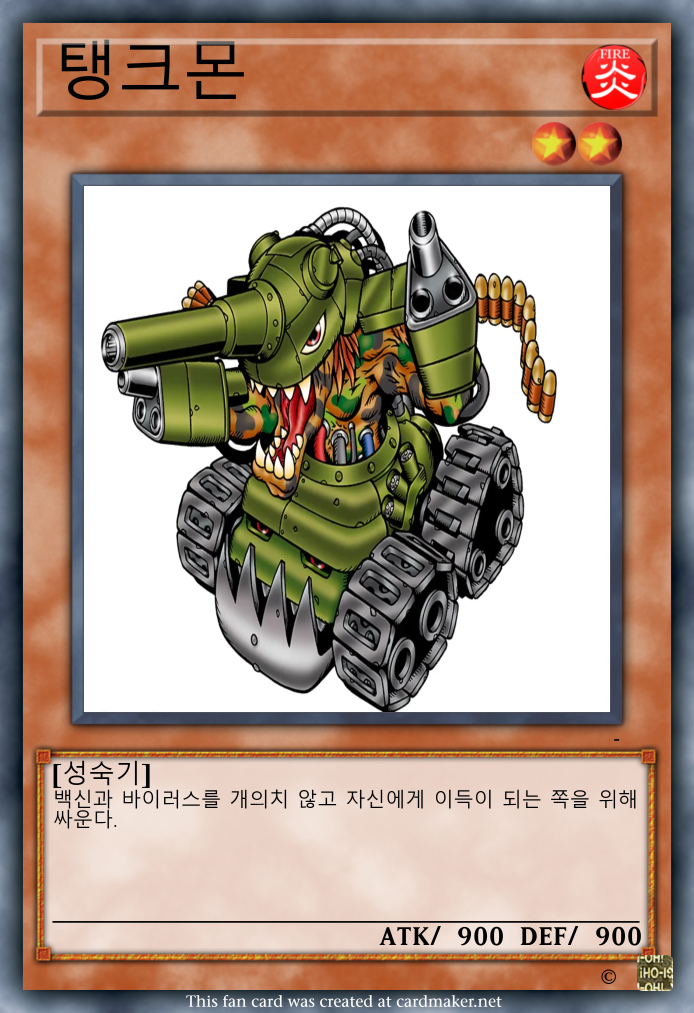 탱크몬
FIRE
炎
-
[성숙기]
백신과 바이러스를 개의치 않고 자신에게 이득이 되는 쪽을 위해
싸운다.
ATK/ 900 DEF/ 900
©
This fan card was created at cardmaker.net